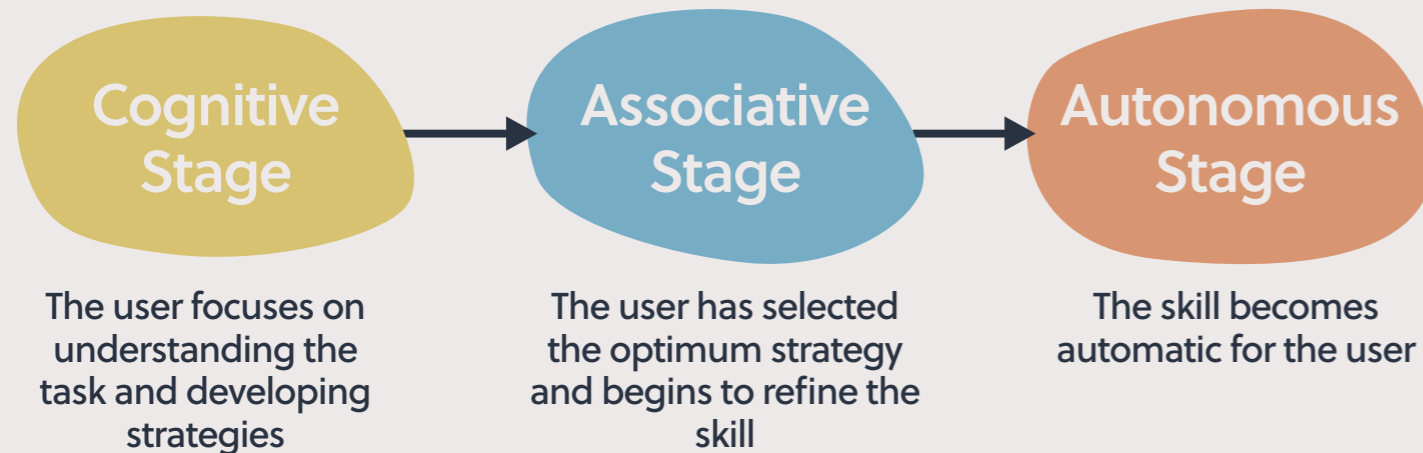 Cognitive
Stage
Associative
Stage
Autonomous
Stage
The user focuses on
understanding the
task and developing
strategies
The user has selected
the optimum strategy
and begins to refine the
skill
The skill becomes
automatic for the user